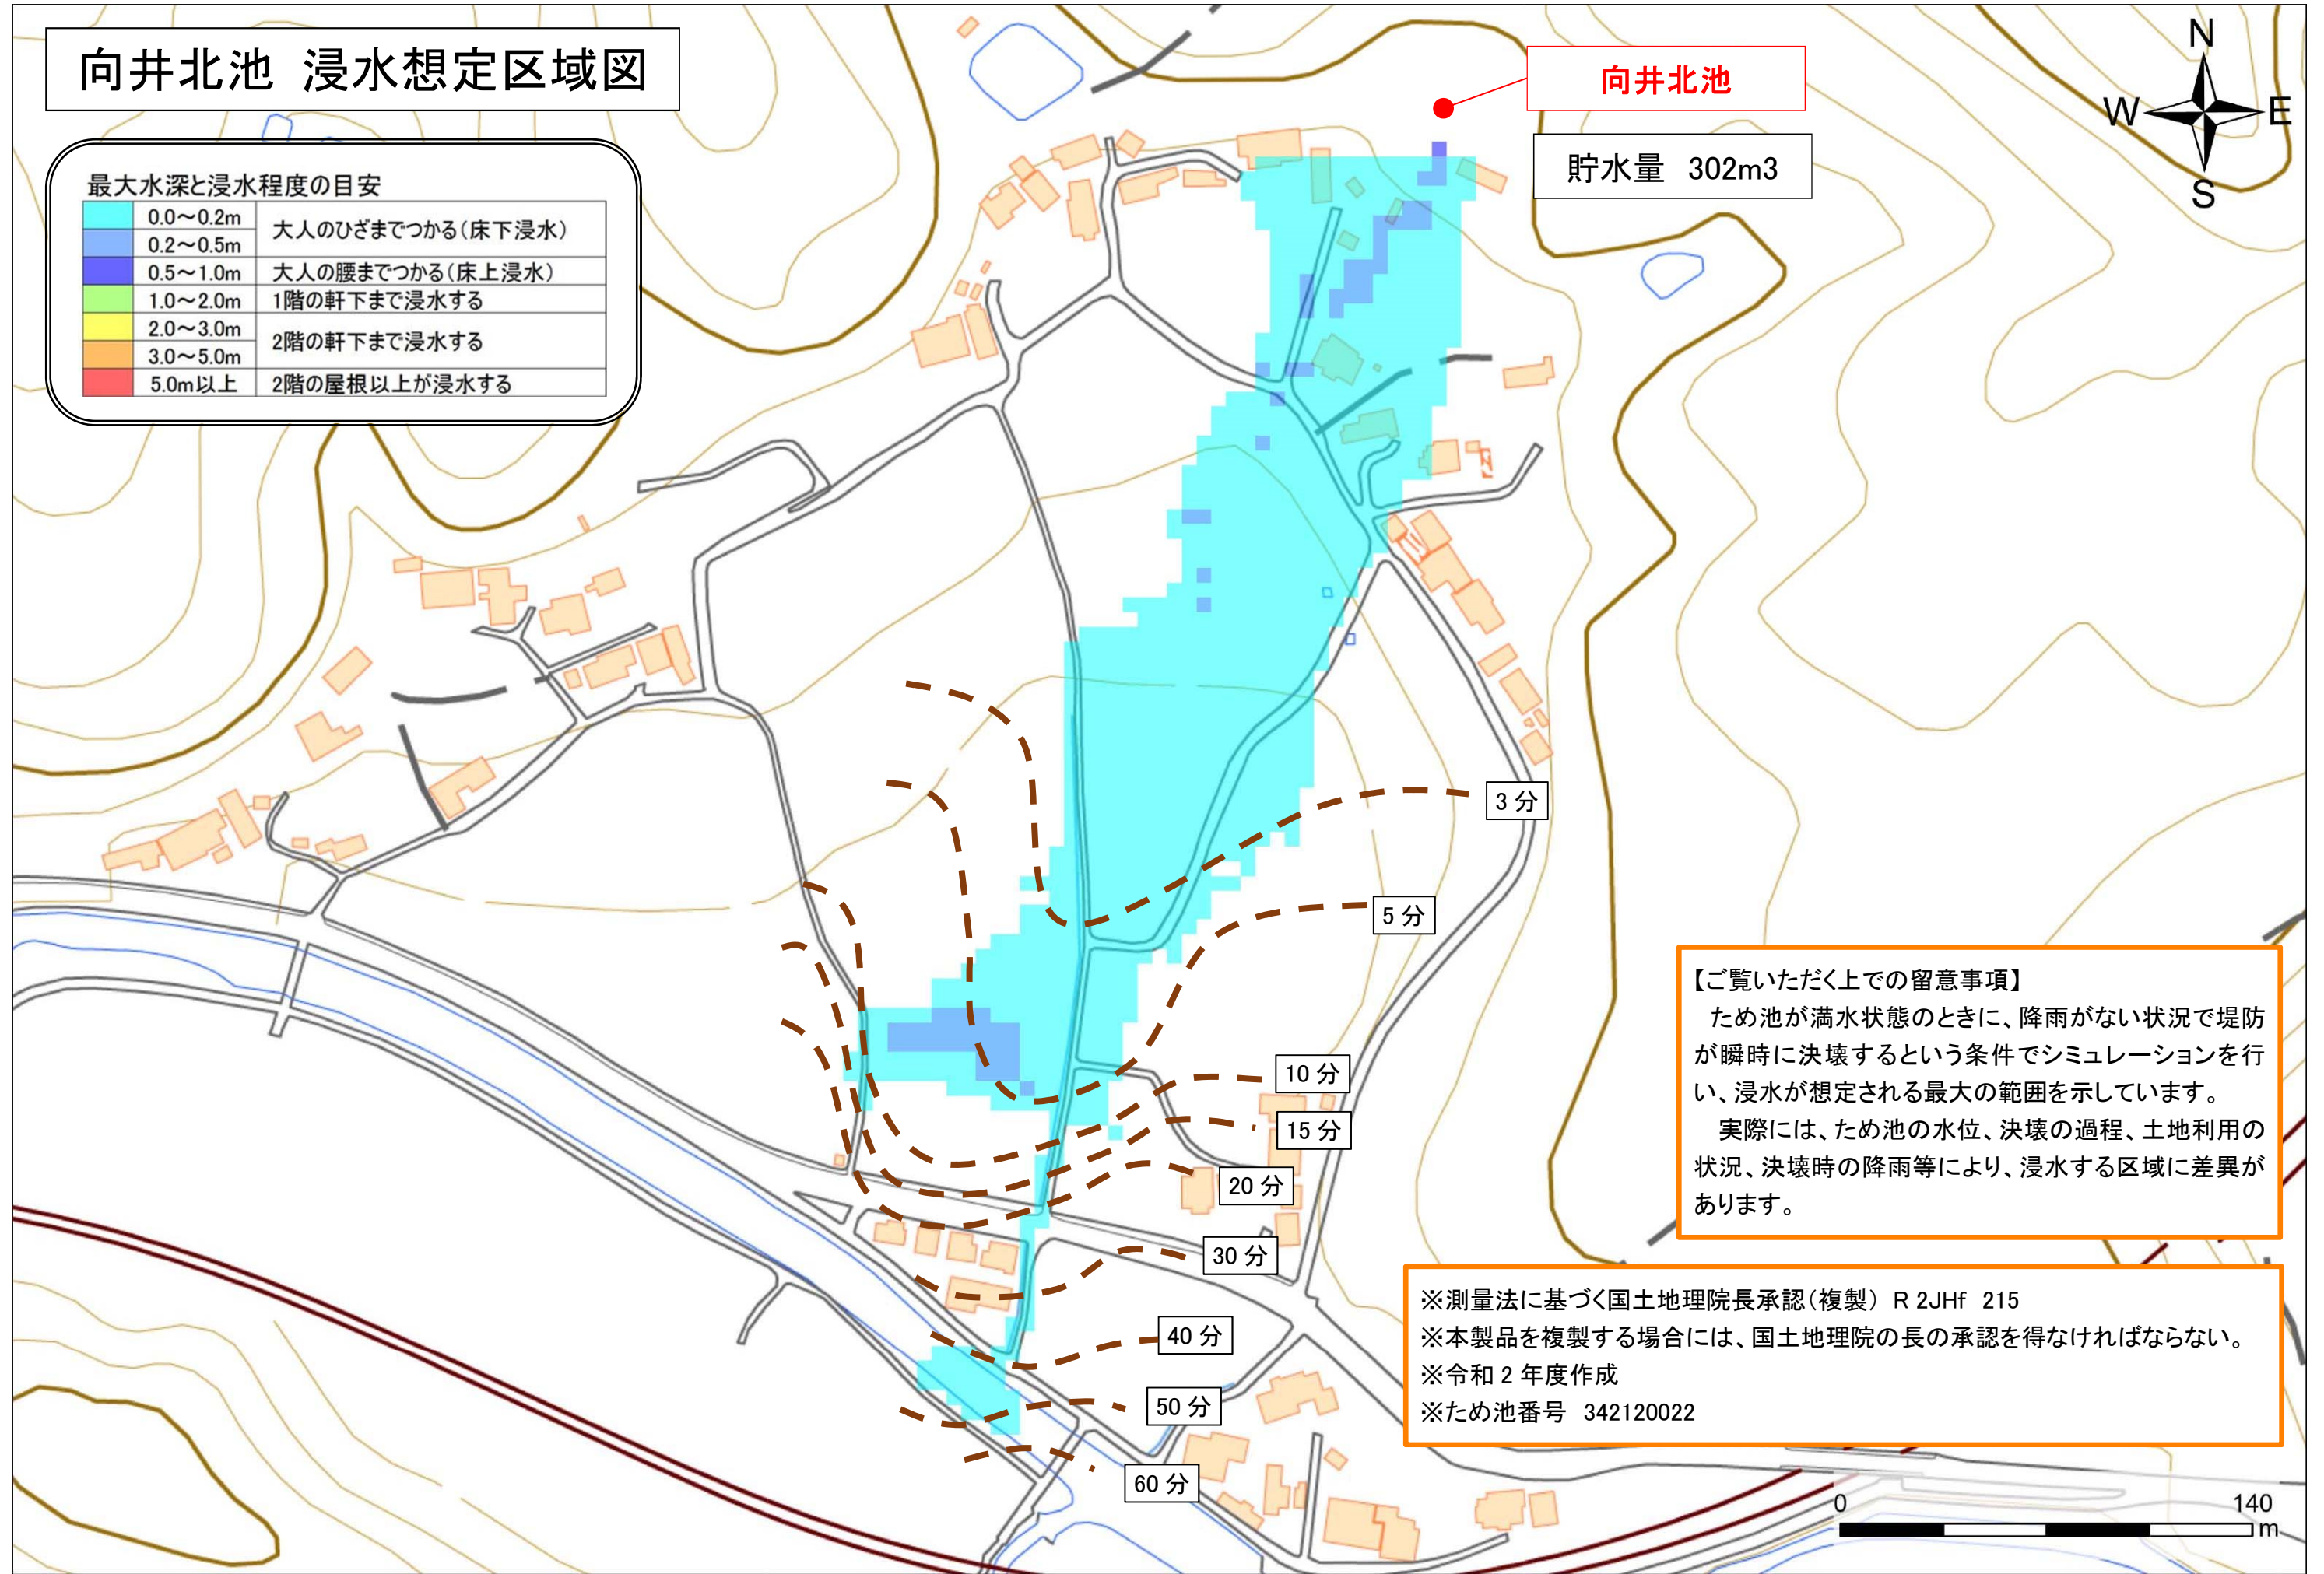 向井北池 浸水想定区域図
向井北池
貯水量 302m3
N
W
E
S
最大水深と浸水程度の目安
0.0～0.2m
大人のひざまでつかる(床下浸水)
0.2～0.5m
0.5～1.0m 大人の腰までつかる(床上浸水)
1.0～2.0m 1階の軒下まで浸水する
2.0～3.0m
2階の軒下まで浸水する
3.0～5.0m
5.0m以上 2階の屋根以上が浸水する
3分
5分
10分
15分
20分
30分
40分
50分
60分
【ご覧いただく上での留意事項】
ため池が満水状態のときに、降雨がない状況で堤防
が瞬時に決壊するという条件でシミュレーションを行
い、浸水が想定される最大の範囲を示しています。
実際には、ため池の水位、決壊の過程、土地利用の
状況、決壊時の降雨等により、浸水する区域に差異が
あります。
※測量法に基づく国土地理院長承認(複製) R 2JHf 215
※本製品を複製する場合には、国土地理院の長の承認を得なければならない。
※令和2年度作成
※ため池番号 342120022
0
140
m